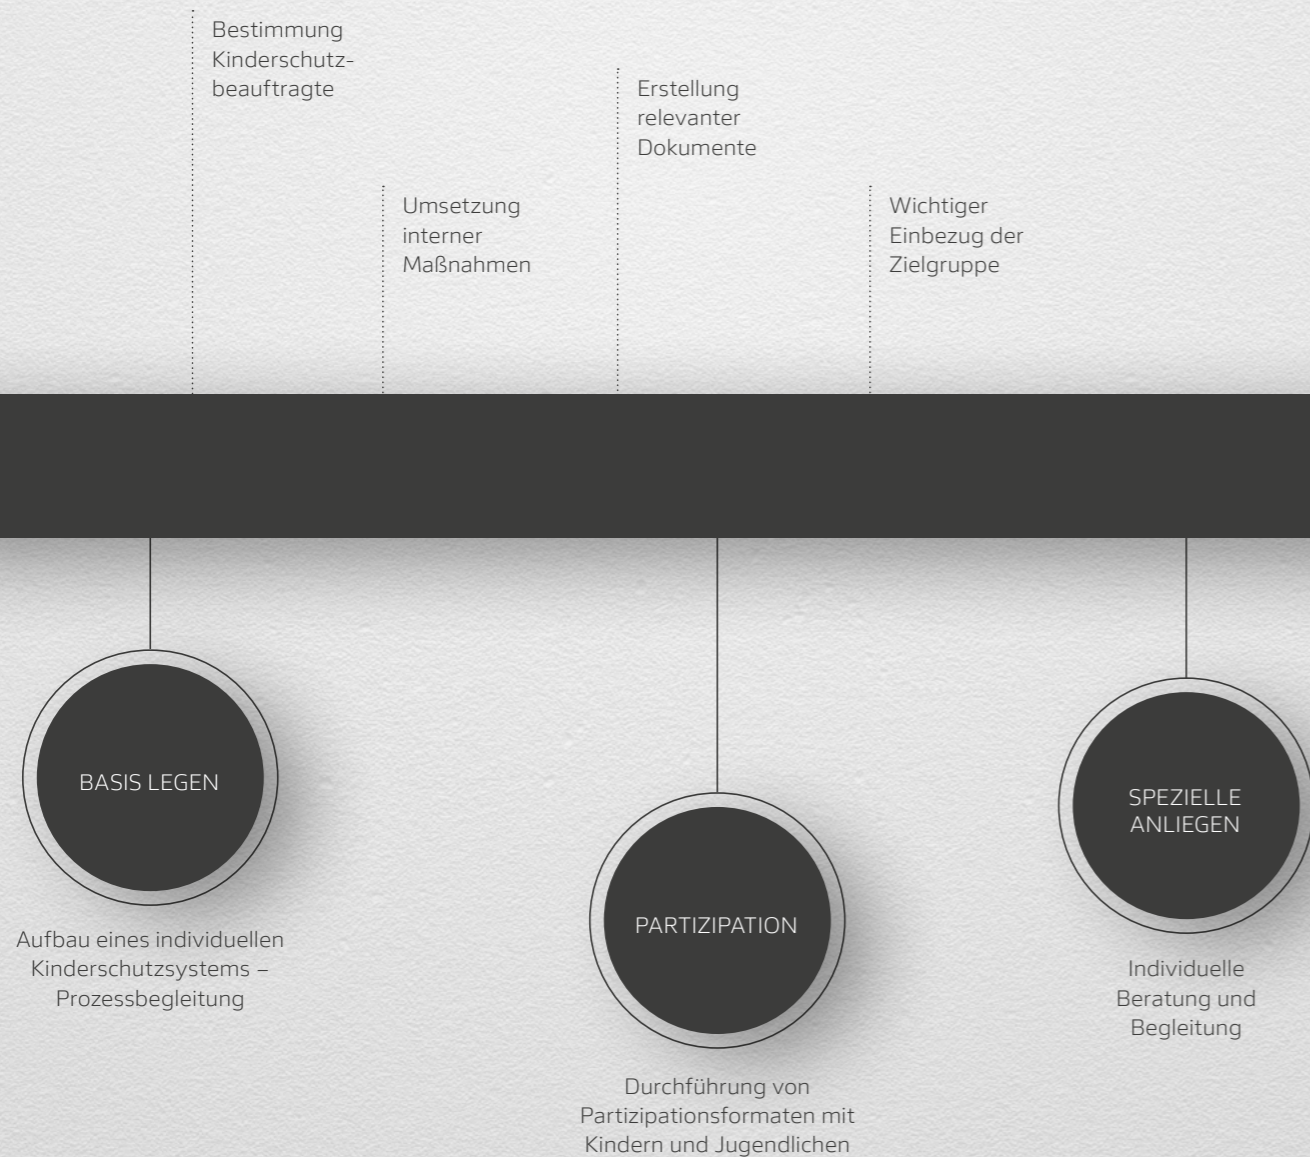 Bestimmung
Kinderschutz-
beauftragte
Umsetzung
interner
Maßnahmen
Erstellung
relevanter
Dokumente
Wichtiger
Einbezug der
Zielgruppe
BASIS LEGEN
Aufbau eines individuellen
Kinderschutzsystems –
Prozessbegleitung
PARTIZIPATION
Durchführung von
Partizipationsformaten mit
Kindern und Jugendlichen
SPEZIELLE
ANLIEGEN
Individuelle
Beratung und
Begleitung